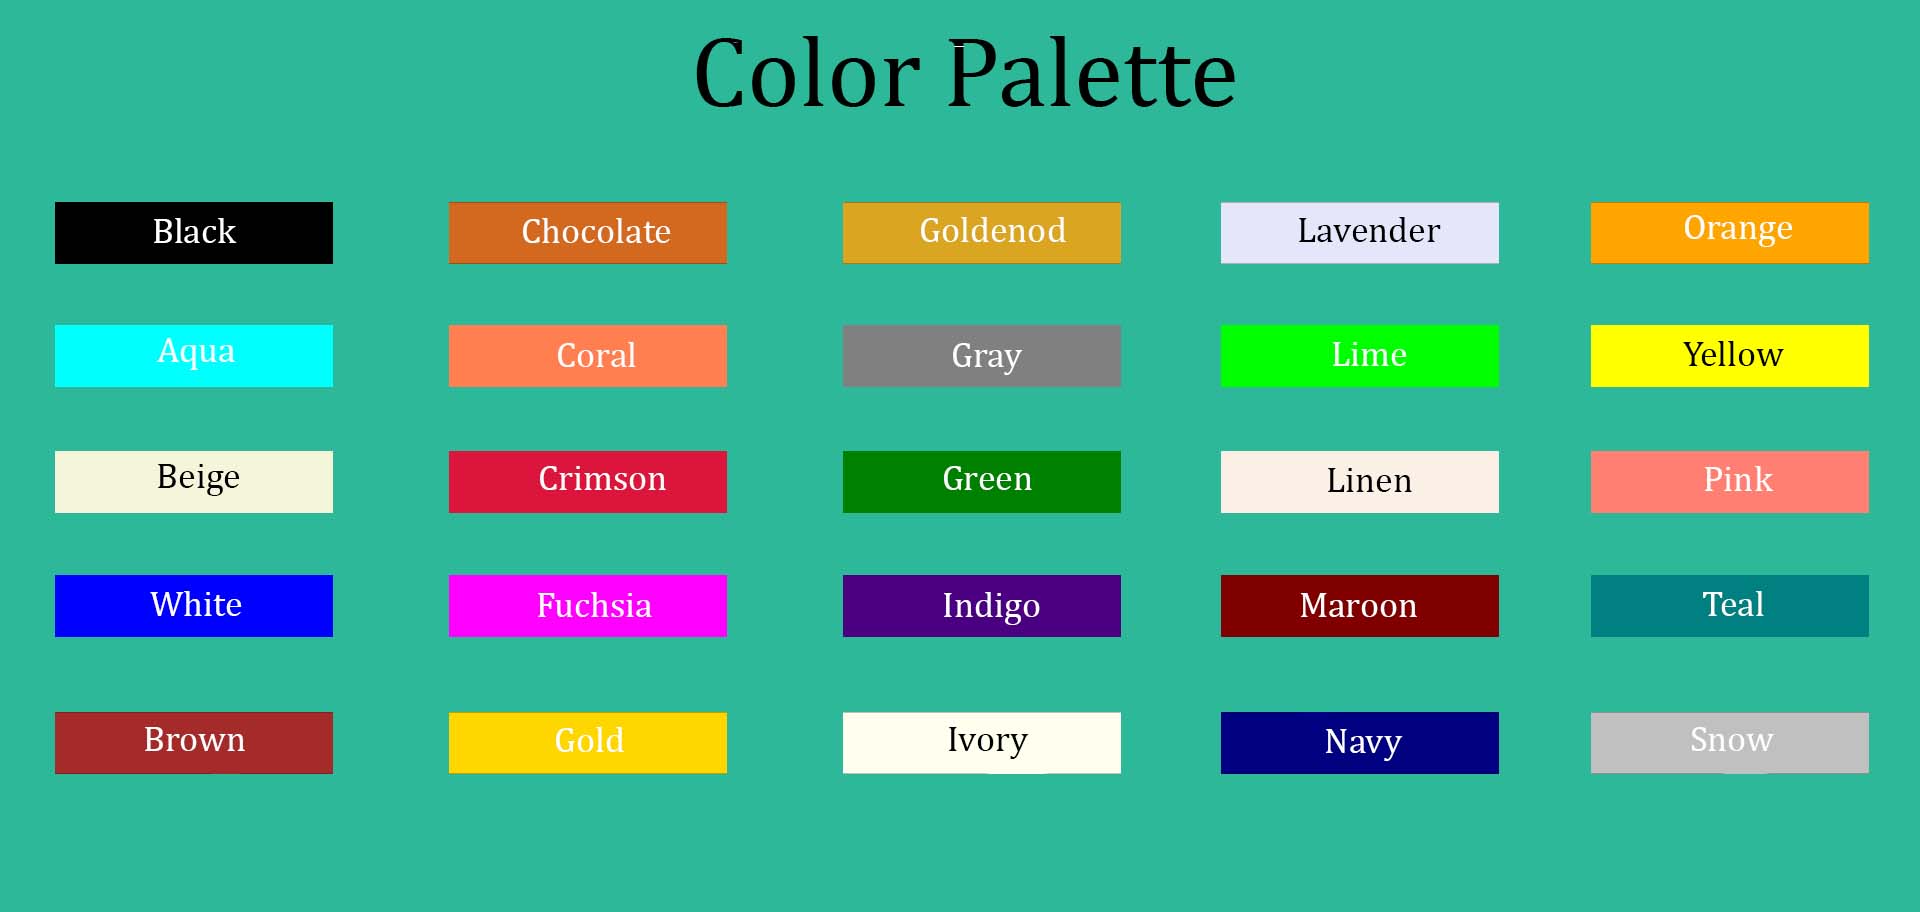 Color Palette
Black
Chocolate
Goldenod
Lavender
Orange
Aqua
Coral
Gray
Lime
Yellow
Beige
Crimson
Green
Linen
Pink
White
Fuchsia
Indigo
Maroon
Teal
Brown
Gold
Ivory
Navy
Snow